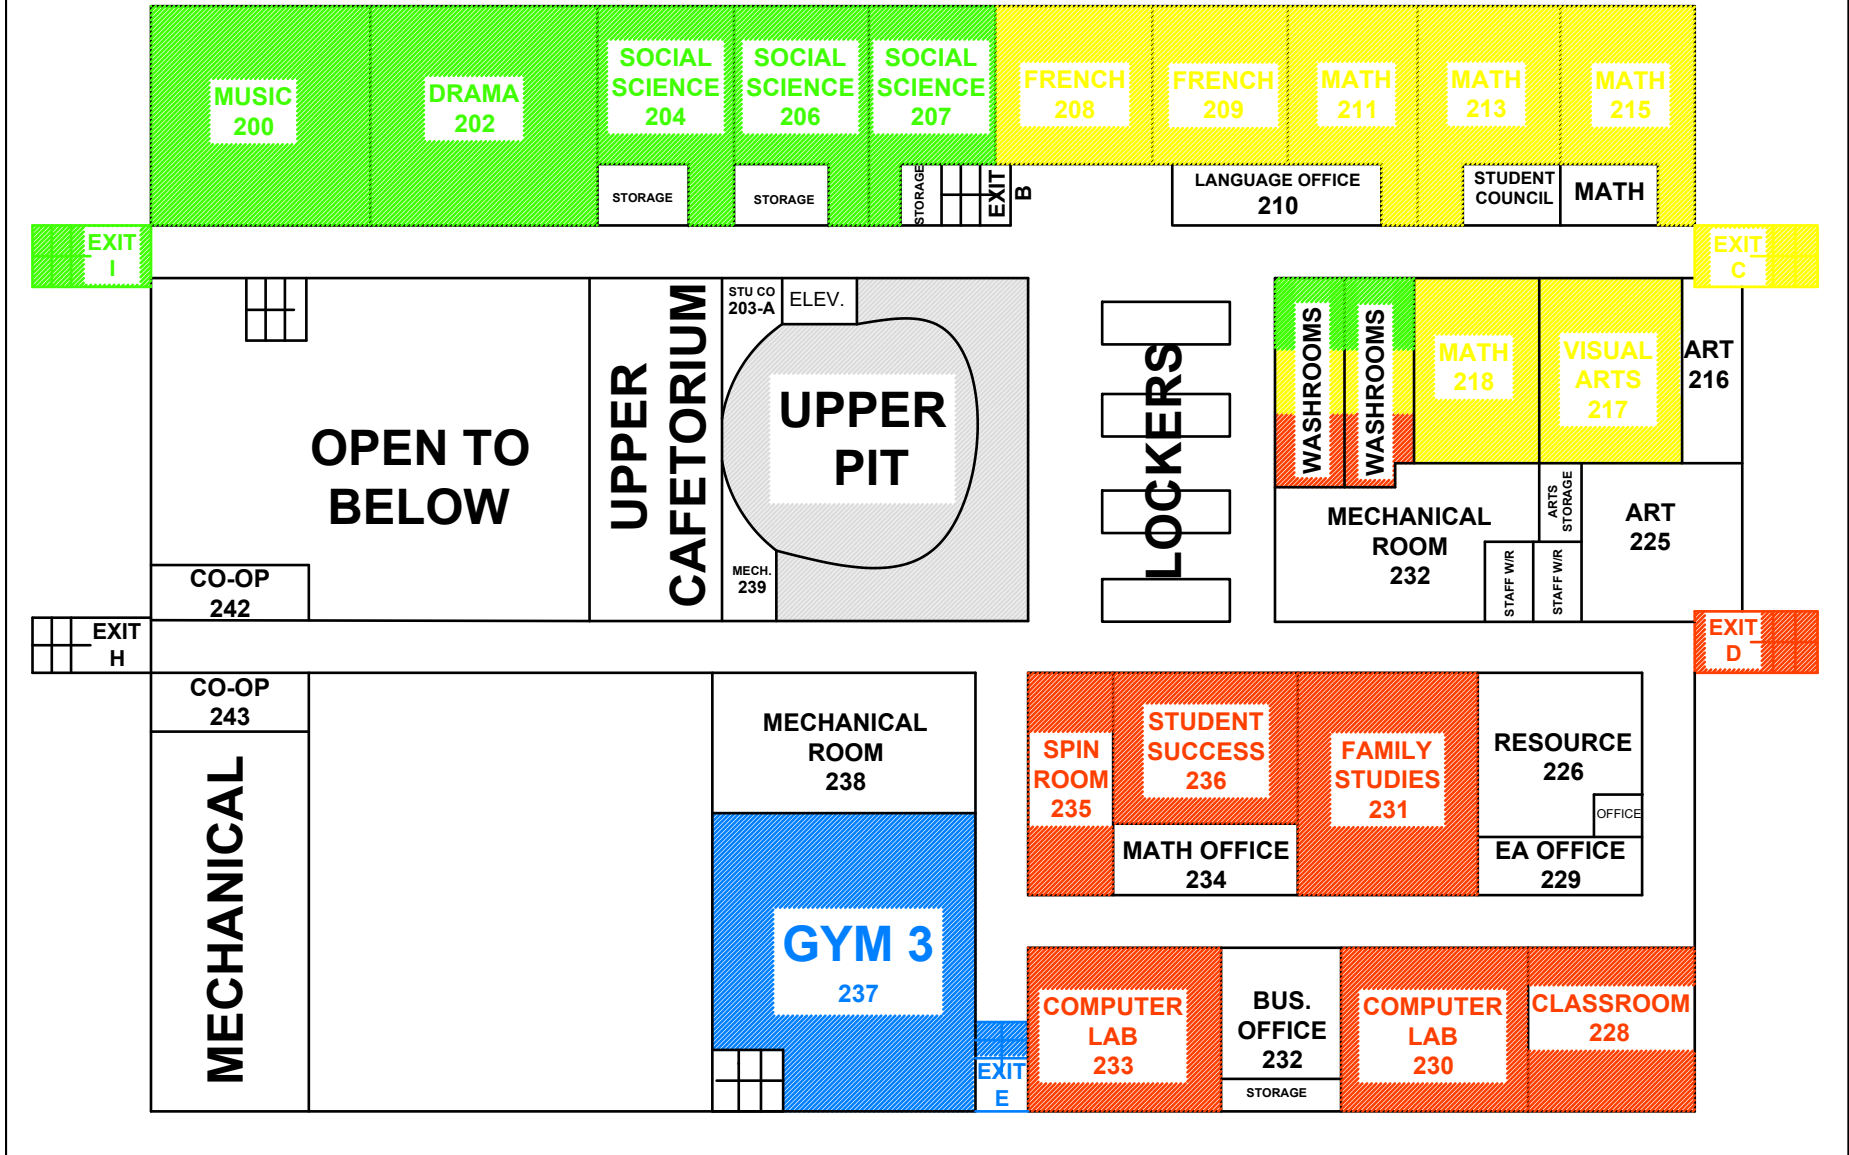 MUSIC
200
DRAMA
202
SOCIAL
SCIENCE
204
SOCIAL
SCIENCE
206
SOCIAL
SCIENCE
207
FRENCH
208
FRENCH
209
MATH
211
MATH
213
MATH
215
STORAGE
STORAGE
STORAGE
EXIT
B
LANGUAGE OFFICE
210
STUDENT
COUNCIL
MATH
EXIT
I
EXIT
C
OPEN TO
BELOW
UPPER
CAFETORIUM
STU CO
203-A
ELEV.
UPPER
PIT
MECH.
239
LOCKERS
WASHROOMS
WASHROOMS
MATH
218
VISUAL
ARTS
217
ART
216
MECHANICAL
ROOM
232
ARTS
STORAGE
STAFF W/R
STAFF W/R
ART
225
CO-OP
242
EXIT
H
EXIT
D
CO-OP
243
MECHANICAL
MECHANICAL
ROOM
238
SPIN
ROOM
235
STUDENT
SUCCESS
236
FAMILY
STUDIES
231
RESOURCE
226
OFFICE
MATH OFFICE
234
EA OFFICE
229
GYM 3
237
EXIT
E
COMPUTER
LAB
233
BUS.
OFFICE
232
STORAGE
COMPUTER
LAB
230
CLASSROOM
228